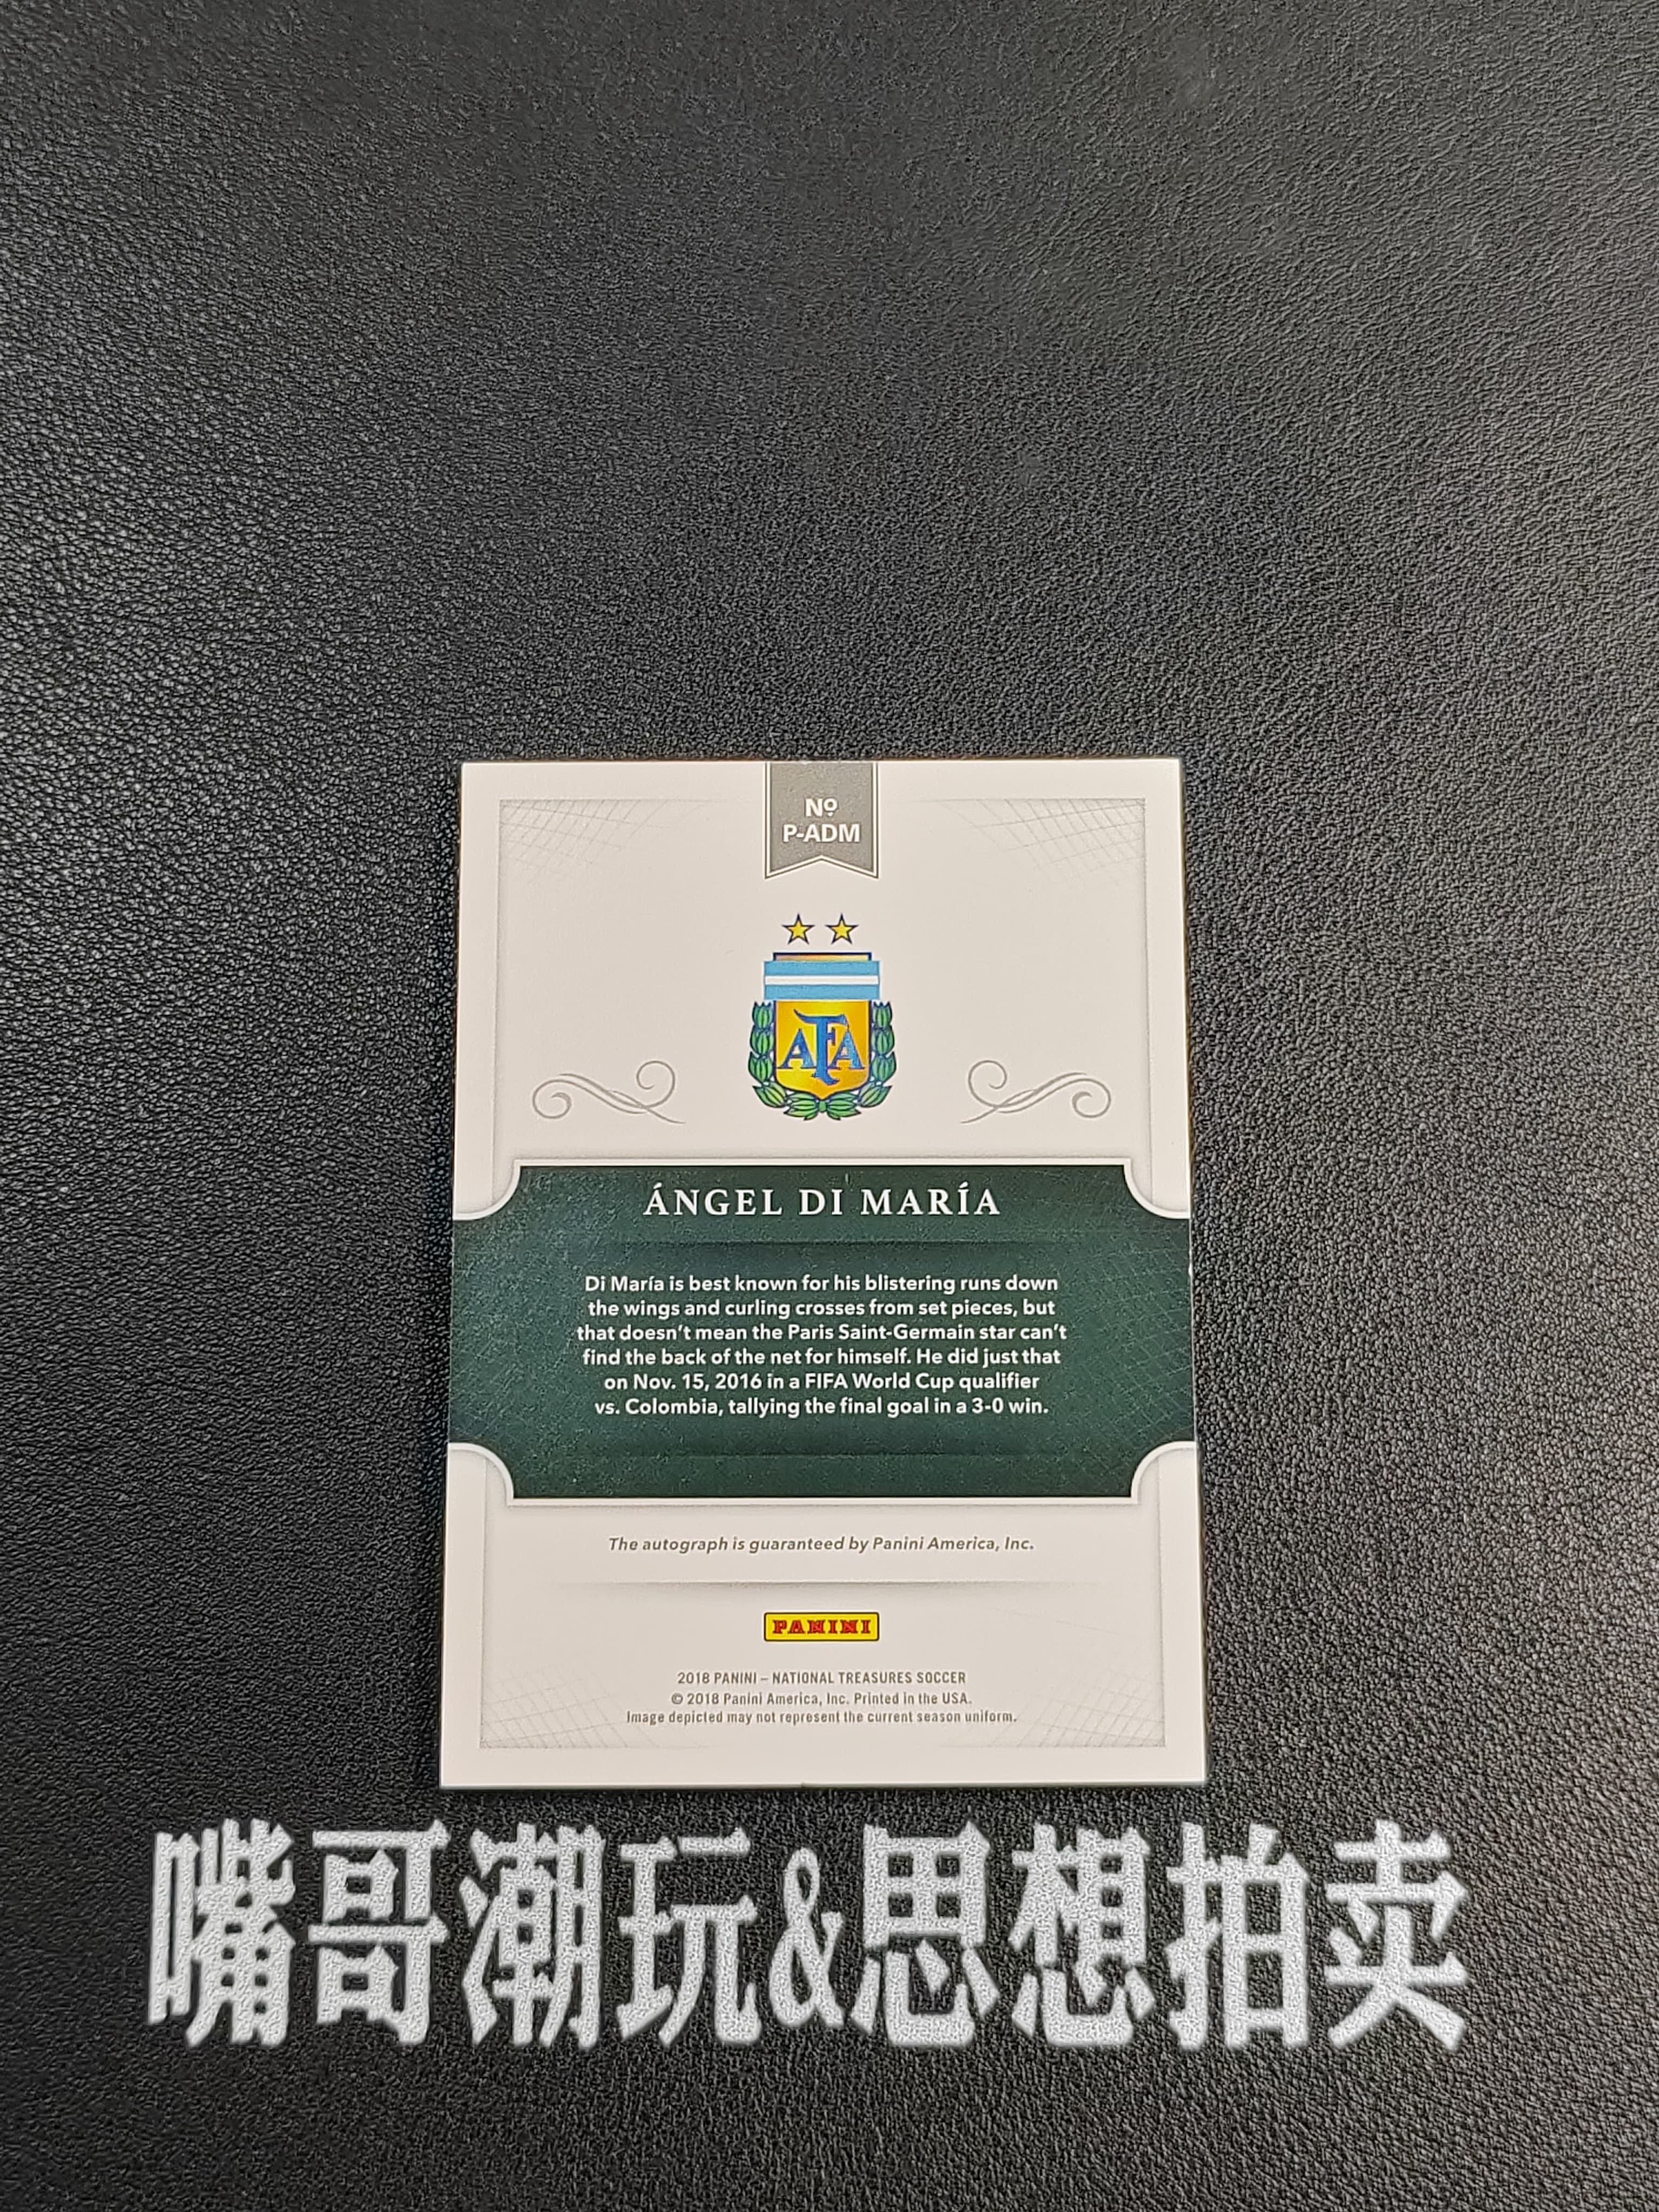 Nº
P-ADM
AFA
ÁNGEL DI MARÍA
Di María is best known for his blistering runs down
the wings and curling crosses from set pieces, but
that doesn't mean the Paris Saint-Germain star can't
find the back of the net for himself. He did just that
on Nov. 15, 2016 in a FIFA World Cup qualifier
vs. Colombia, tallying the final goal in a 3-0 win.
The autograph is guaranteed by Panini America, Inc.
PANINI
2018 PANINI – NATIONAL TREASURES SOCCER
© 2018 Panini America, Inc. Printed in the USA.
Image depicted may not represent the current season uniform.
嘴哥潮玩&思想拍卖